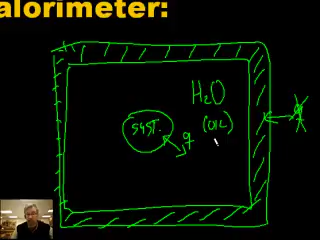 alorimeter:
H₂O
SYST.
(OIL)
q
q